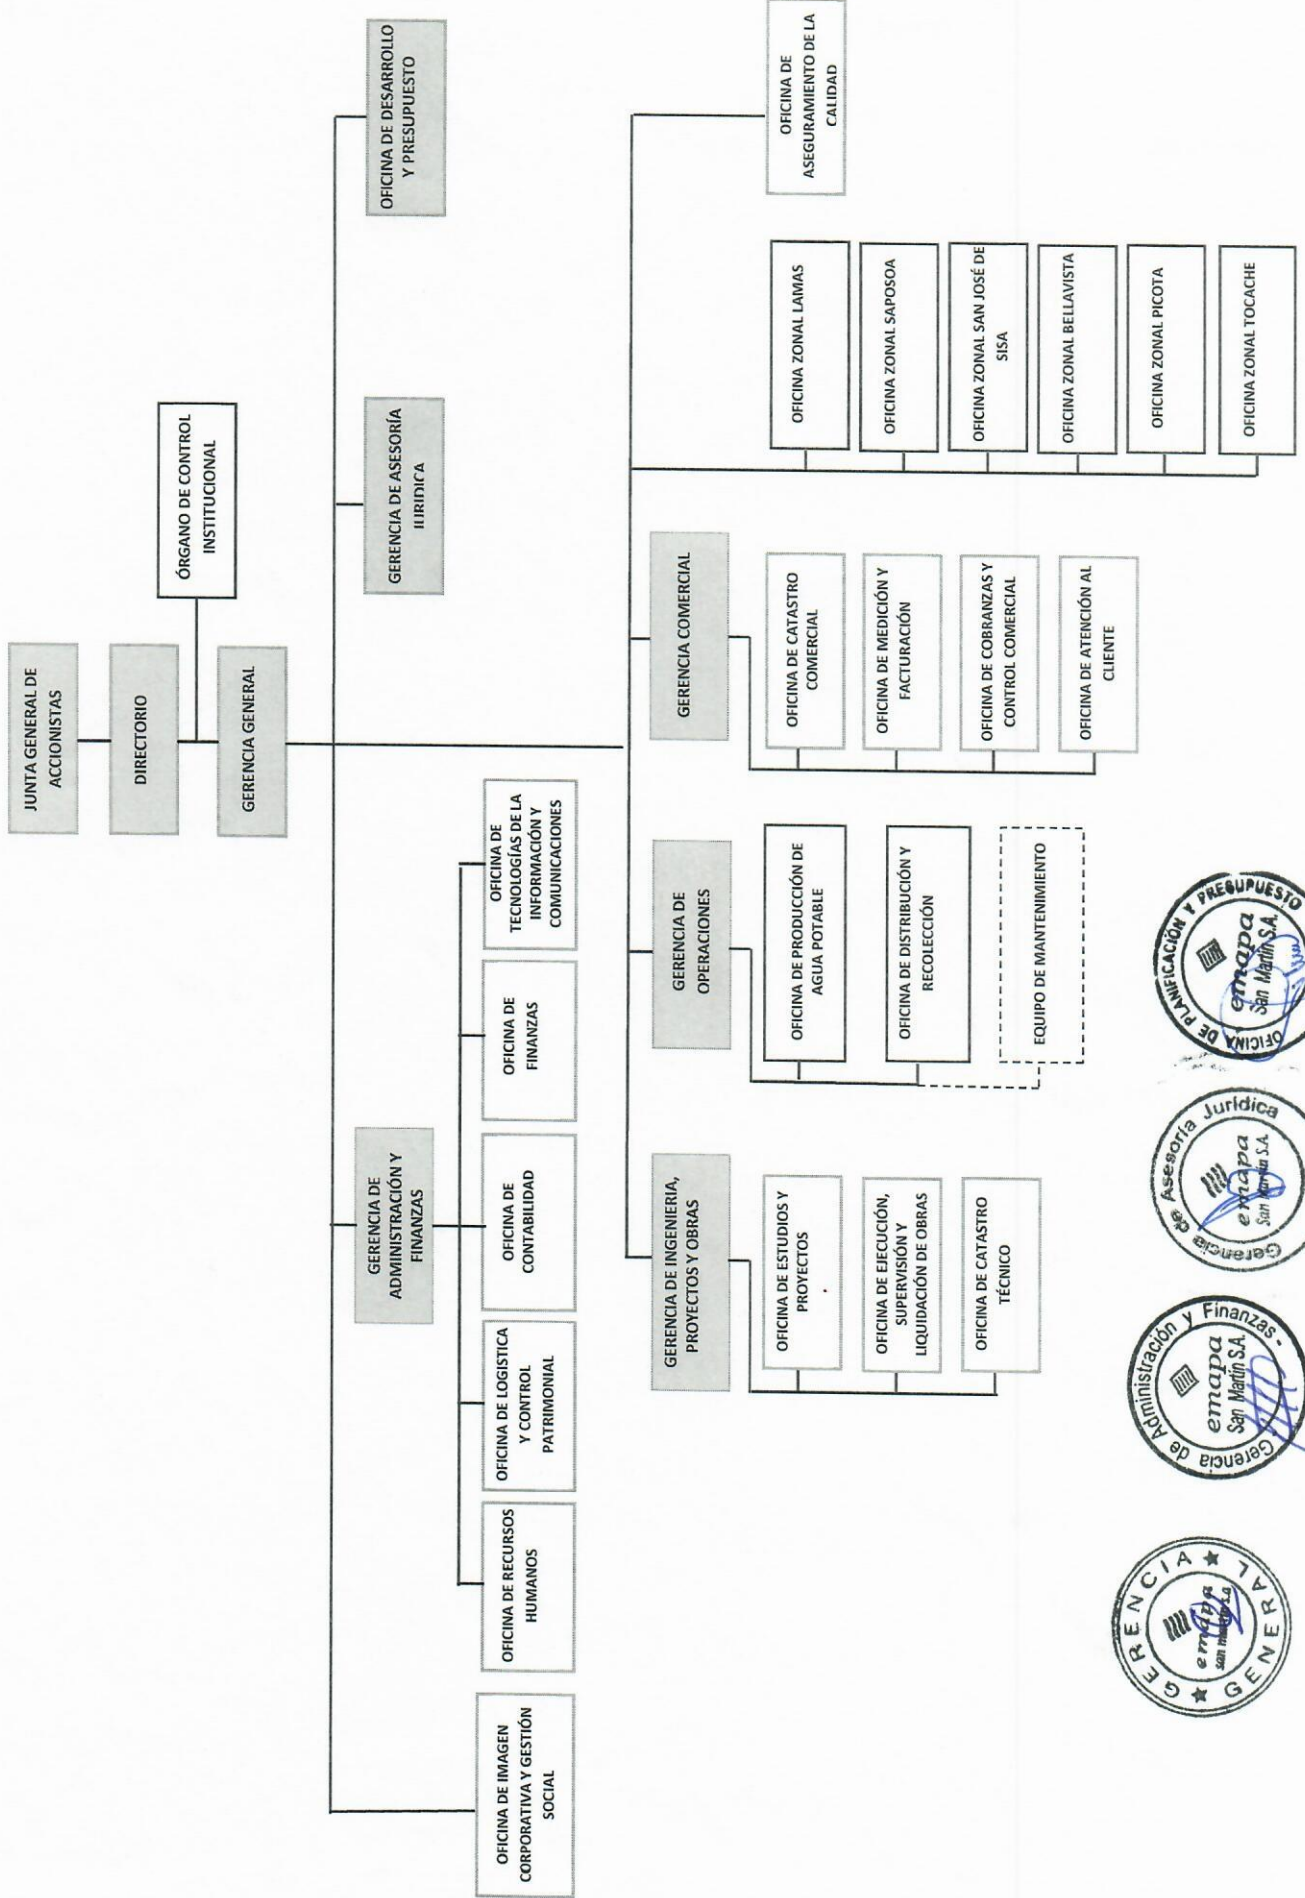 JUNTA GENERAL DE
ACCIONISTAS
DIRECTORIO
ÓRGANO DE CONTROL
INSTITUCIONAL
GERENCIA GENERAL
OFICINA DE IMAGEN
CORPORATIVA Y GESTIÓN
SOCIAL
GERENCIA DE
ADMINISTRACIÓN Y
FINANZAS
GERENCIA DE ASESORÍA
JURIDICA
OFICINA DE DESARROLLO
Y PRESUPUESTO
OFICINA DE RECURSOS
HUMANOS
OFICINA DE LOGISTICA
Y CONTROL
PATRIMONIAL
OFICINA DE
CONTABILIDAD
OFICINA DE
FINANZAS
OFICINA DE
TECNOLOGÍAS DE LA
INFORMACIÓN Y
COMUNICACIONES
GERENCIA DE INGENIERIA,
PROYECTOS Y OBRAS
OFICINA DE ESTUDIOS Y
PROYECTOS
OFICINA DE EJECUCIÓN,
SUPERVISIÓN Y
LIQUIDACIÓN DE OBRAS
OFICINA DE CATASTRO
TÉCNICO
GERENCIA DE
OPERACIONES
OFICINA DE PRODUCCIÓN DE
AGUA POTABLE
OFICINA DE DISTRIBUCIÓN Y
RECOLECCIÓN
EQUIPO DE MANTENIMIENTO
GERENCIA COMERCIAL
OFICINA DE CATASTRO
COMERCIAL
OFICINA DE MEDICIÓN Y
FACTURACIÓN
OFICINA DE COBRANZAS Y
CONTROL COMERCIAL
OFICINA DE ATENCIÓN AL
CLIENTE
OFICINA ZONAL LAMAS
OFICINA ZONAL SAPOSOA
OFICINA ZONAL SAN JOSÉ DE
SISA
OFICINA ZONAL BELLAVISTA
OFICINA ZONAL PICOTA
OFICINA ZONAL TOCACHE
OFICINA DE
ASEGURAMIENTO DE LA
CALIDAD
GERENCIA
emapa
san martin s.a.
GENERAL
Gerencia de Administración y Finanzas -
emapa
San Martín S.A.
Gerencia de Asesoría Jurídica
emapa
San Martín S.A.
OFICINA DE PLANIFICACIÓN Y PRESUPUESTO
emapa
San Martín S.A.